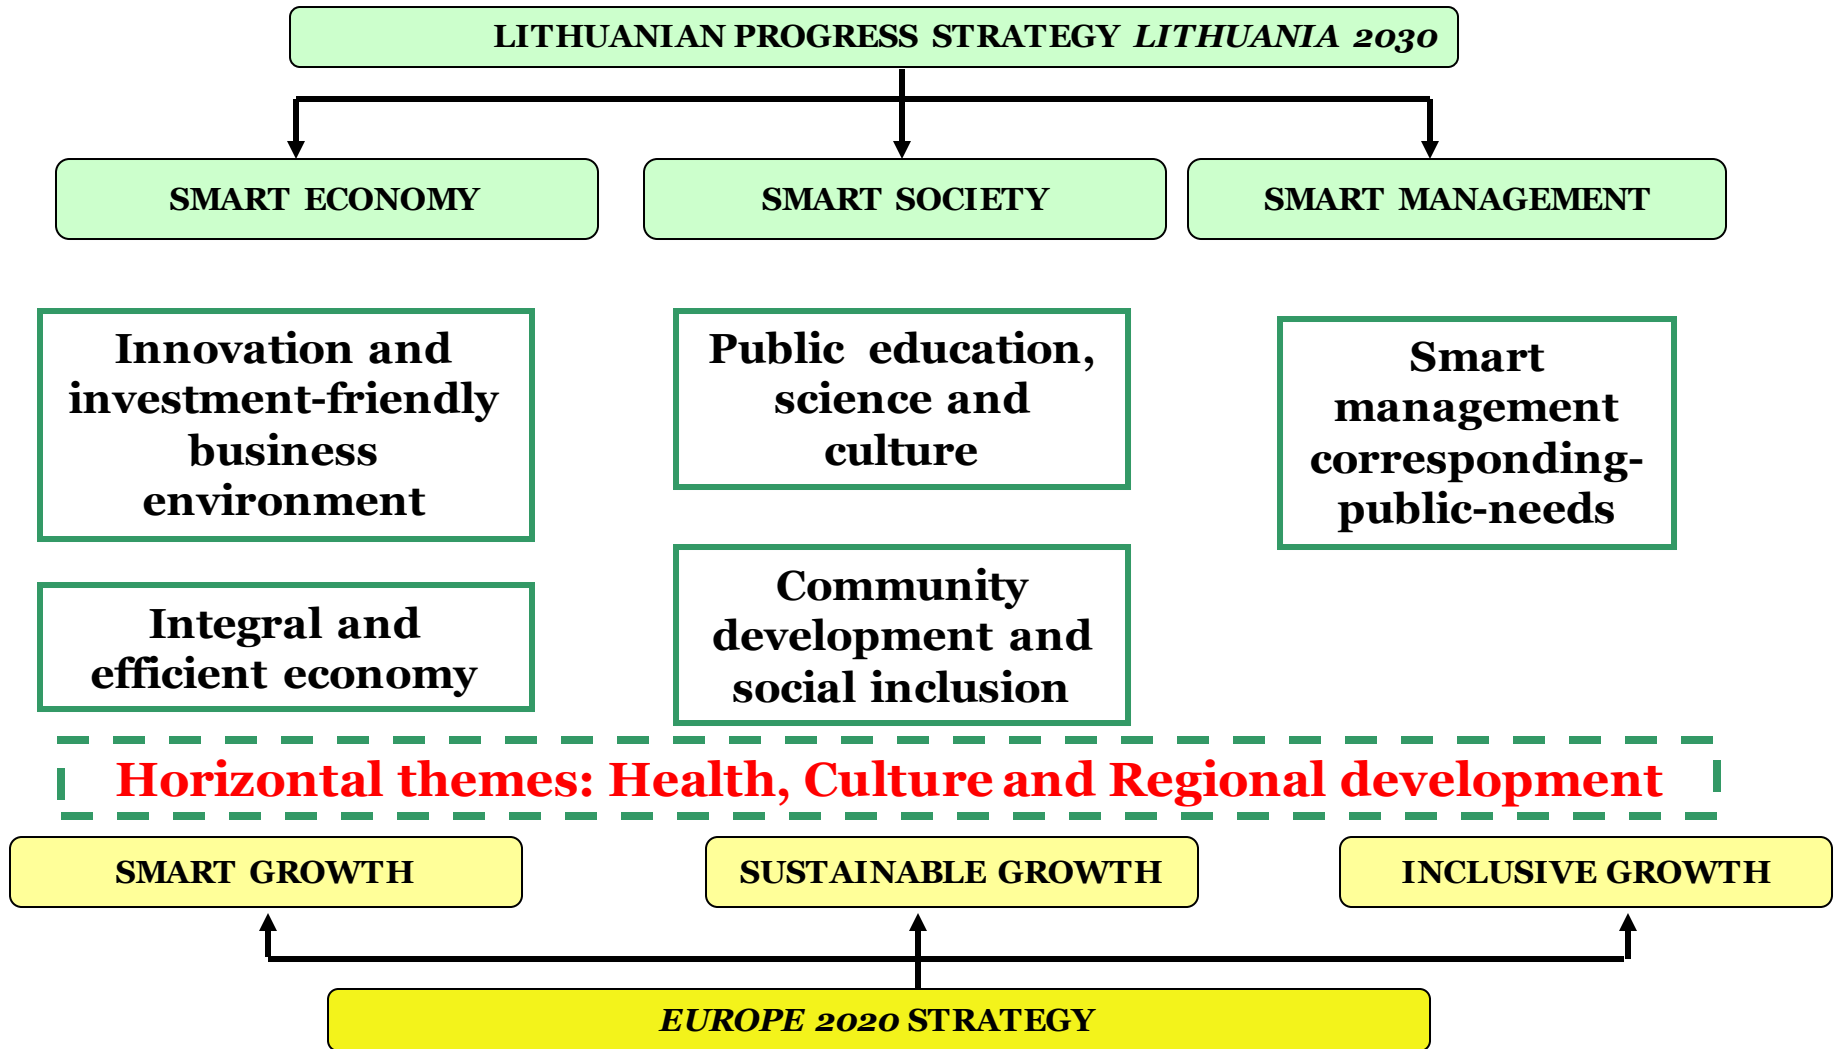 LITHUANIAN PROGRESS STRATEGY LITHUANIA 2030
SMART ECONOMY
SMART SOCIETY
SMART MANAGEMENT
Innovation and
investment-friendly
business
environment
Public education,
science and
culture
Smart
management
corresponding-
public-needs
Integral and
efficient economy
Community
development and
social inclusion
Horizontal themes: Health, Culture and Regional development
SMART GROWTH
SUSTAINABLE GROWTH
INCLUSIVE GROWTH
EUROPE 2020 STRATEGY